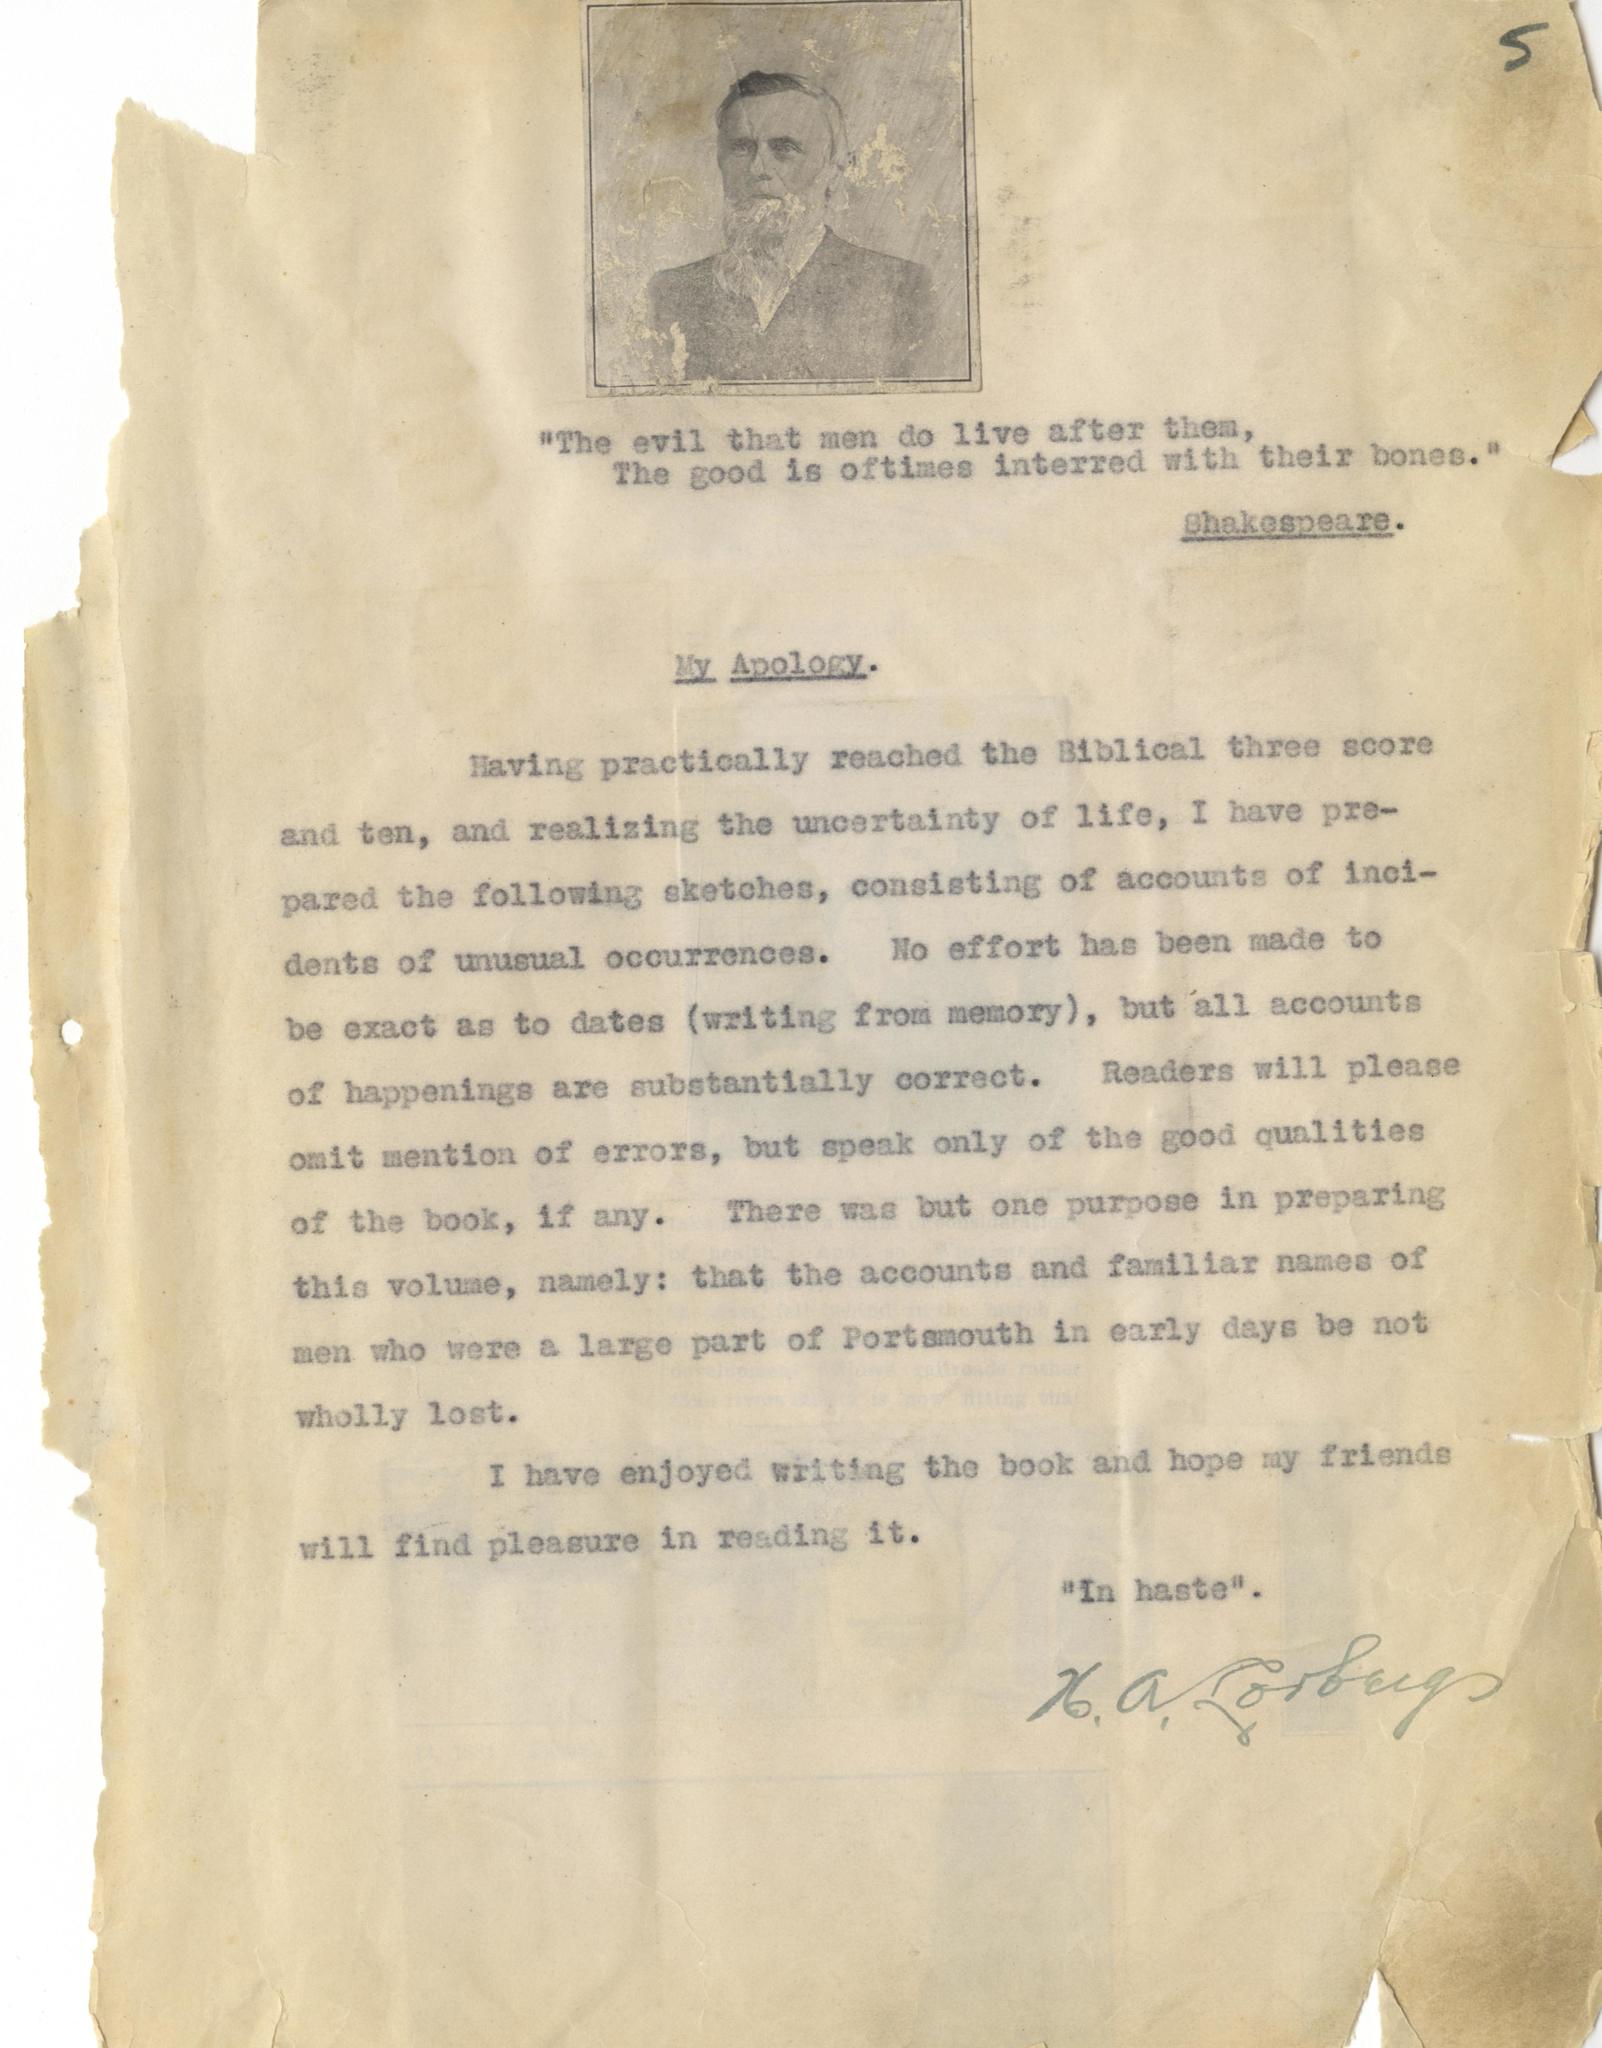 5
"The evil that men do live after them,
The good is oftimes interred with their bones."
Shakespeare.
My Apology.
Having practically reached the Biblical three score
and ten, and realizing the uncertainty of life, I have pre-
pared the following sketches, consisting of accounts of inci-
dents of unusual occurrences. No effort has been made to
be exact as to dates (writing from memory), but all accounts
of happenings are substantially correct. Readers will please
omit mention of errors, but speak only of the good qualities
of the book, if any. There was but one purpose in preparing
this volume, namely: that the accounts and familiar names of
men who were a large part of Portsmouth in early days be not
wholly lost.
I have enjoyed writing the book and hope my friends
will find pleasure in reading it.
"In haste".
H. A. Lorbergs